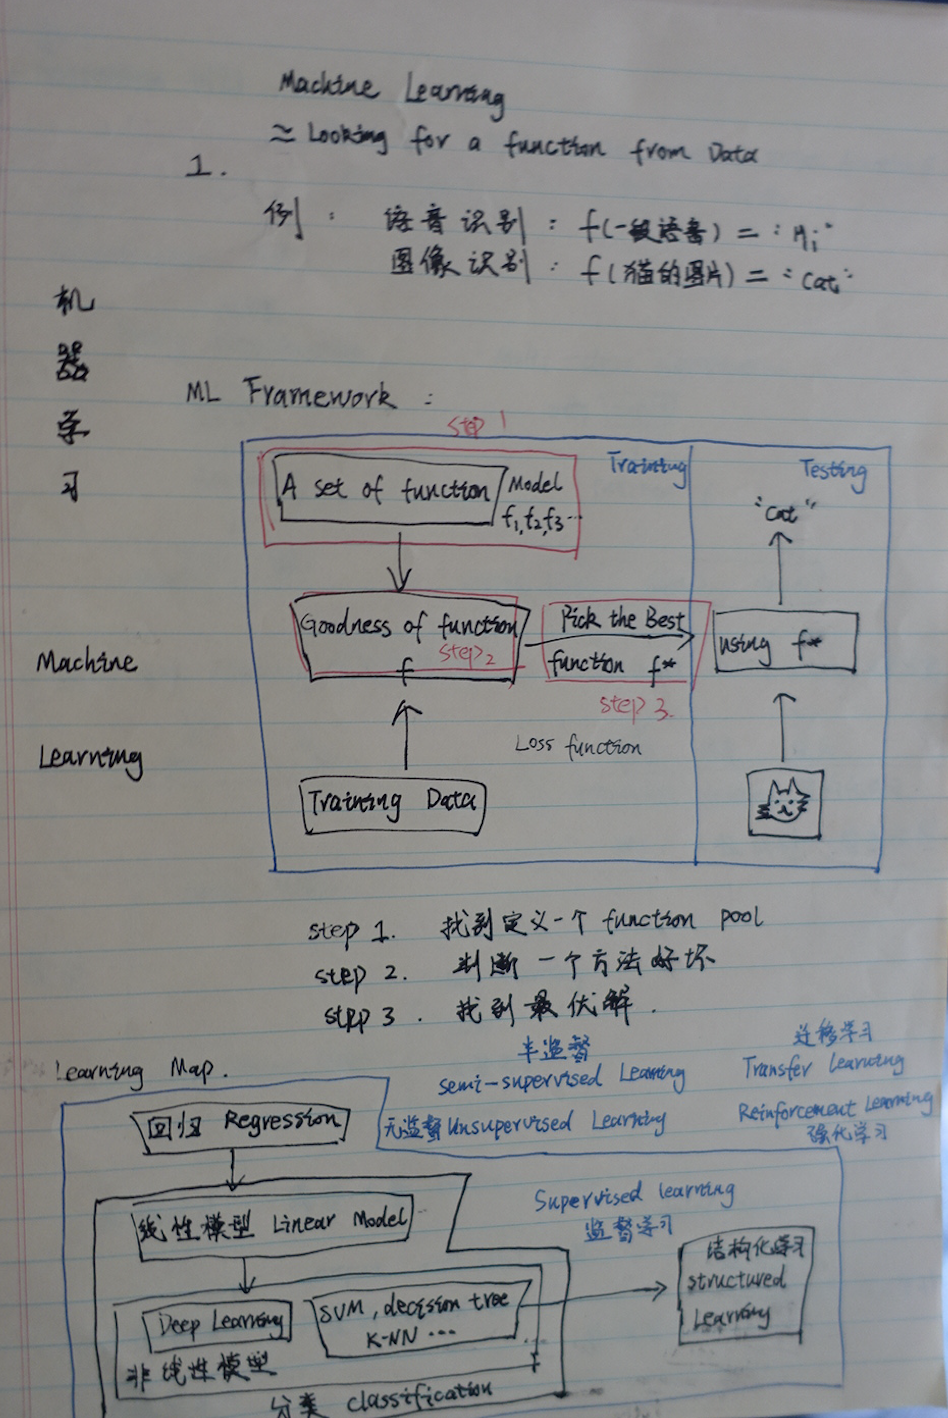 Machine Learning
≈ Looking for a function from Data
1.
例： 语音识别： f(一段语音) = "Hi"
图像识别： f(猫的图片) = "cat"
机
器
学
习
Machine
Learning
ML Framework :
step 1
Training
Testing
A set of function
Model
f1, f2, f3 ...
"cat"
Goodness of function
f
step 2
Pick the Best
function f*
step 3
using f*
Loss function
Training Data
step 1. 找到定义一个 function pool
step 2. 判断一个方法好坏
step 3. 找到最优解.
Learning Map.
半监督
semi-supervised Learning
迁移学习
Transfer Learning
无监督 Unsupervised Learning
Reinforcement Learning
强化学习
回归 Regression
Supervised learning
监督学习
线性模型 Linear Model
结构化学习
structured
Learning
Deep Learning
SVM, decision tree
K-NN ...
非线性模型
分类 classification